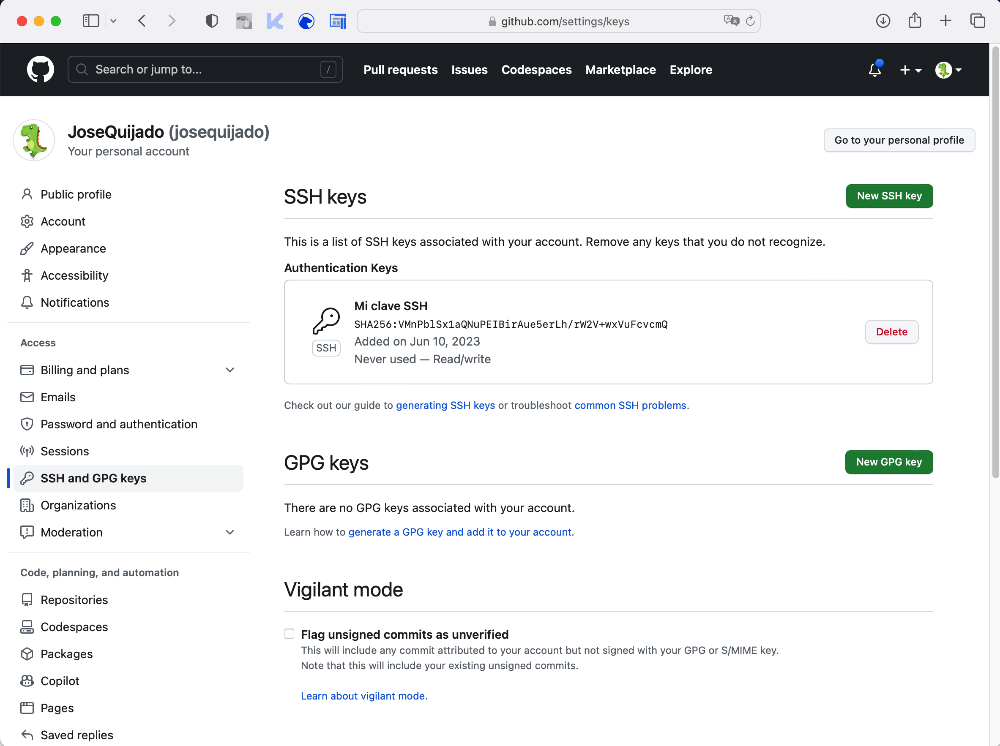 github.com/settings/keys
Search or jump to... /
Pull requests Issues Codespaces Marketplace Explore
JoseQuijado (josequijado)
Your personal account
Go to your personal profile
Public profile
Account
Appearance
Accessibility
Notifications
Access
Billing and plans
Emails
Password and authentication
Sessions
SSH and GPG keys
Organizations
Moderation
Code, planning, and automation
Repositories
Codespaces
Packages
Copilot
Pages
Saved replies
SSH keys
New SSH key
This is a list of SSH keys associated with your account. Remove any keys that you do not recognize.
Authentication Keys
Mi clave SSH
SHA256:VMnPblSx1aQNuPEIBirAue5erLh/rW2V+wxVuFcvcmQ
Added on Jun 10, 2023
Never used — Read/write
SSH
Delete
Check out our guide to generating SSH keys or troubleshoot common SSH problems.
GPG keys
New GPG key
There are no GPG keys associated with your account.
Learn how to generate a GPG key and add it to your account.
Vigilant mode
Flag unsigned commits as unverified
This will include any commit attributed to your account but not signed with your GPG or S/MIME key.
Note that this will include your existing unsigned commits.
Learn about vigilant mode.